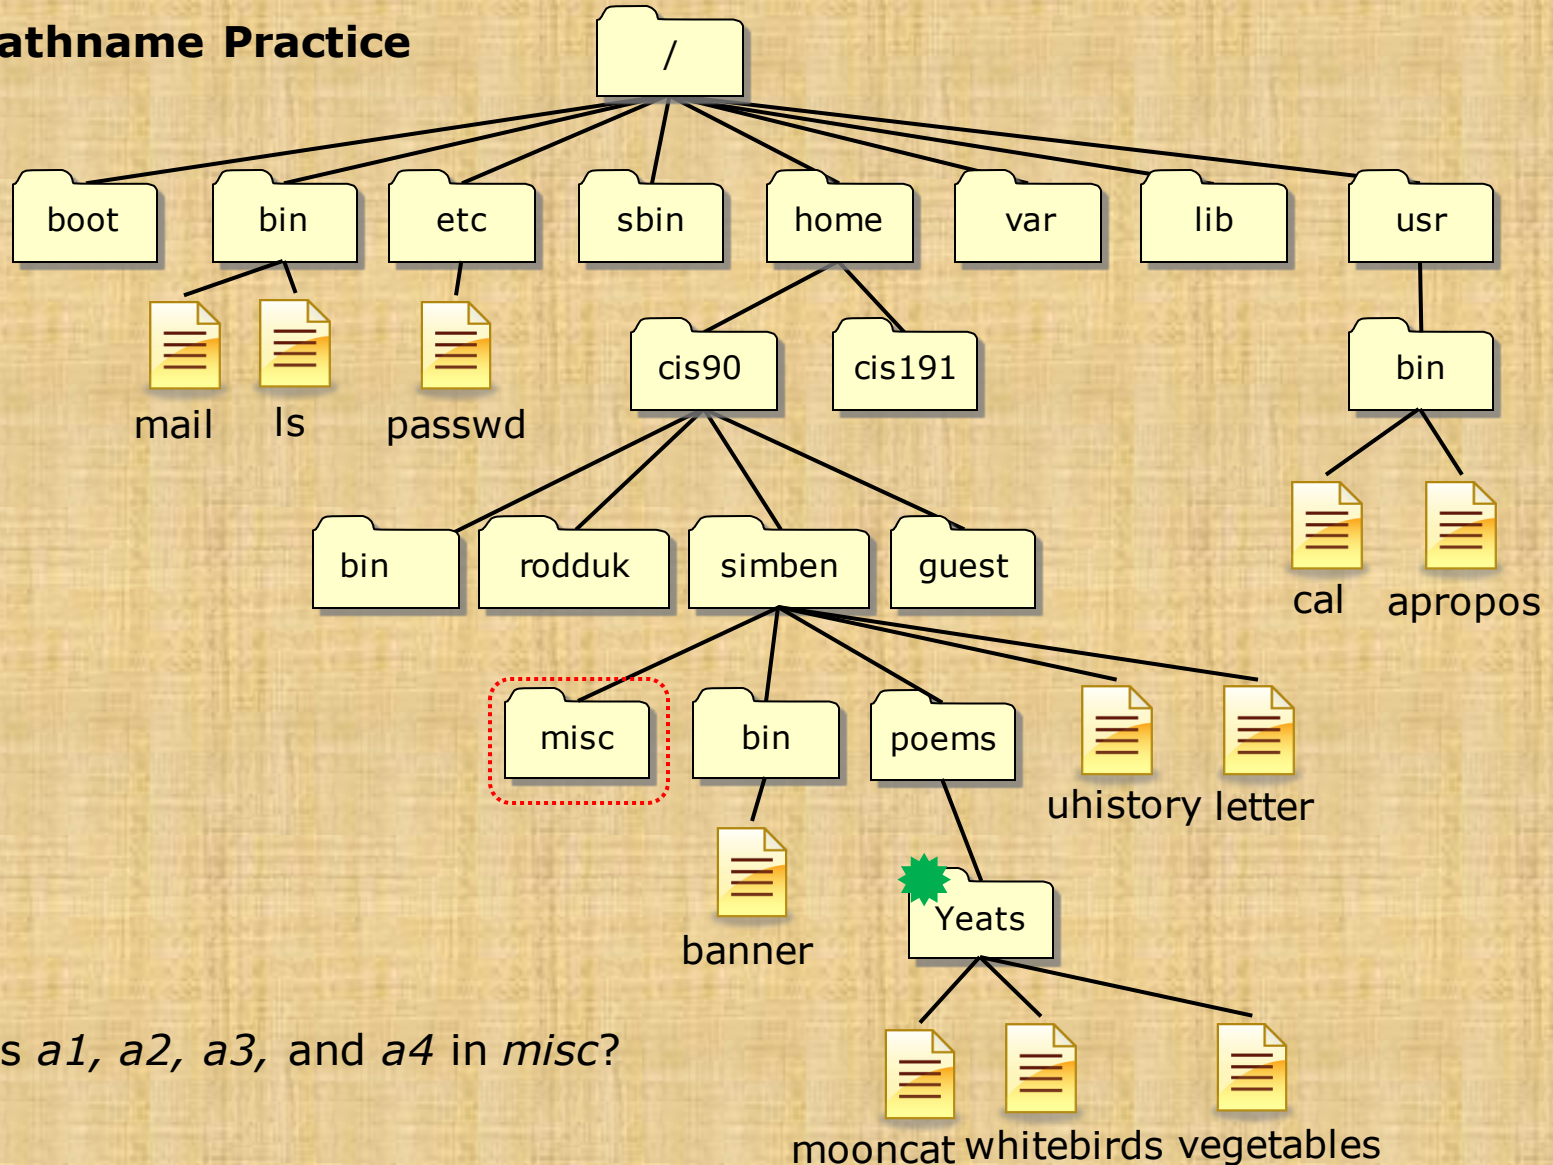 athname Practice
/
boot bin etc sbin home var lib usr
cis90 cis191 bin
mail ls passwd
bin rodduk simben guest
cal apropos
misc bin poems
uhistory letter
Yeats
banner
s a1, a2, a3, and a4 in misc?
mooncat whitebirds vegetables